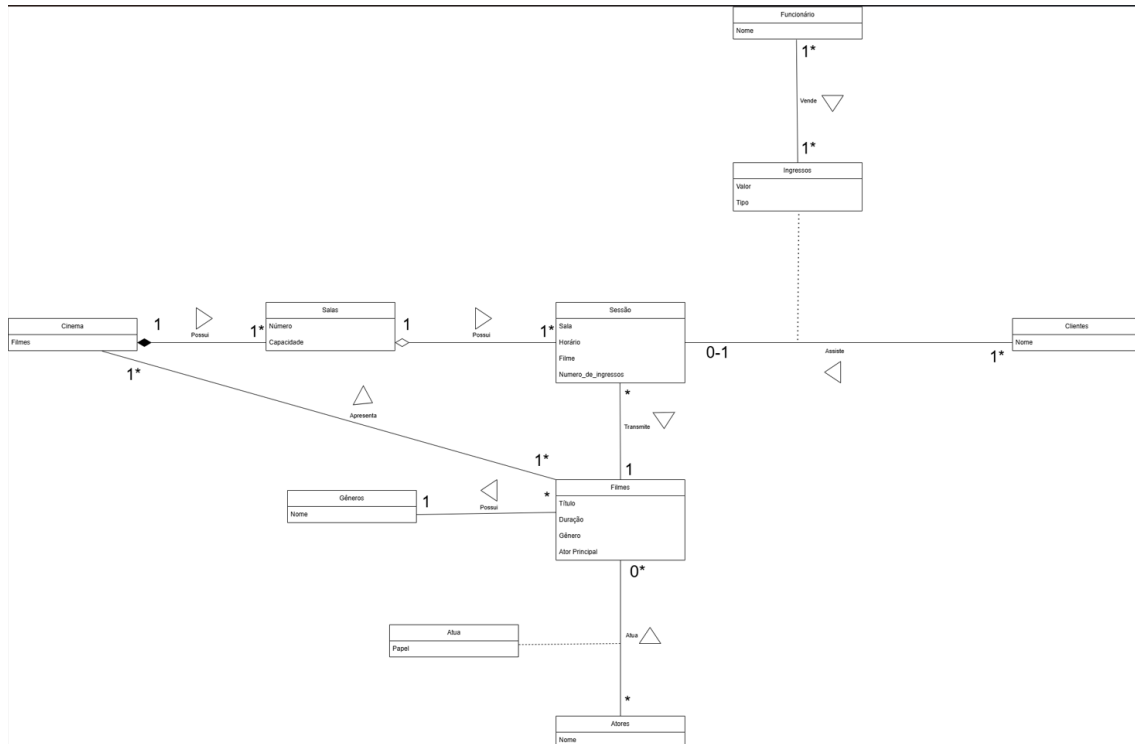 Funcionário
Nome
1*
Vende
1*
Ingressos
Valor
Tipo
Cinema
Filmes
1
Possui
1*
Salas
Número
Capacidade
1
Possui
1*
Sessão
Sala
Horário
Filme
Numero_de_ingressos
0-1
Assiste
1*
Clientes
Nome
1*
Apresenta
1*
*
Transmite
1
Gêneros
Nome
1
Possui
*
Filmes
Título
Duração
Gênero
Ator Principal
0*
Atua
Papel
Atua
*
Atores
Nome